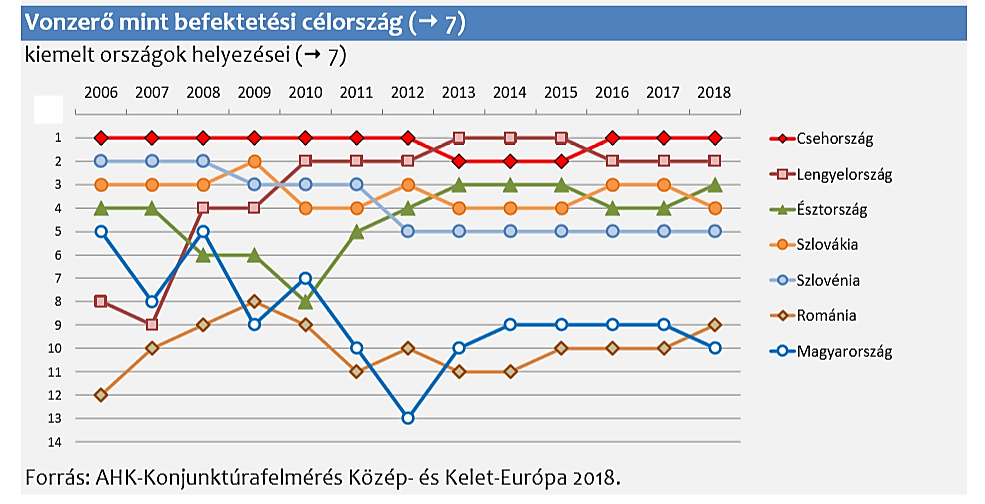 Vonzerő mint befektetési célország (→ 7)
kiemelt országok helyezései (→ 7)
2006 2007 2008 2009 2010 2011 2012 2013 2014 2015 2016 2017 2018
1
2
3
4
5
6
7
8
9
10
11
12
13
14
Csehország
Lengyelország
Észtország
Szlovákia
Szlovénia
Románia
Magyarország
Forrás: AHK-Konjunktúrafelmérés Közép- és Kelet-Európa 2018.